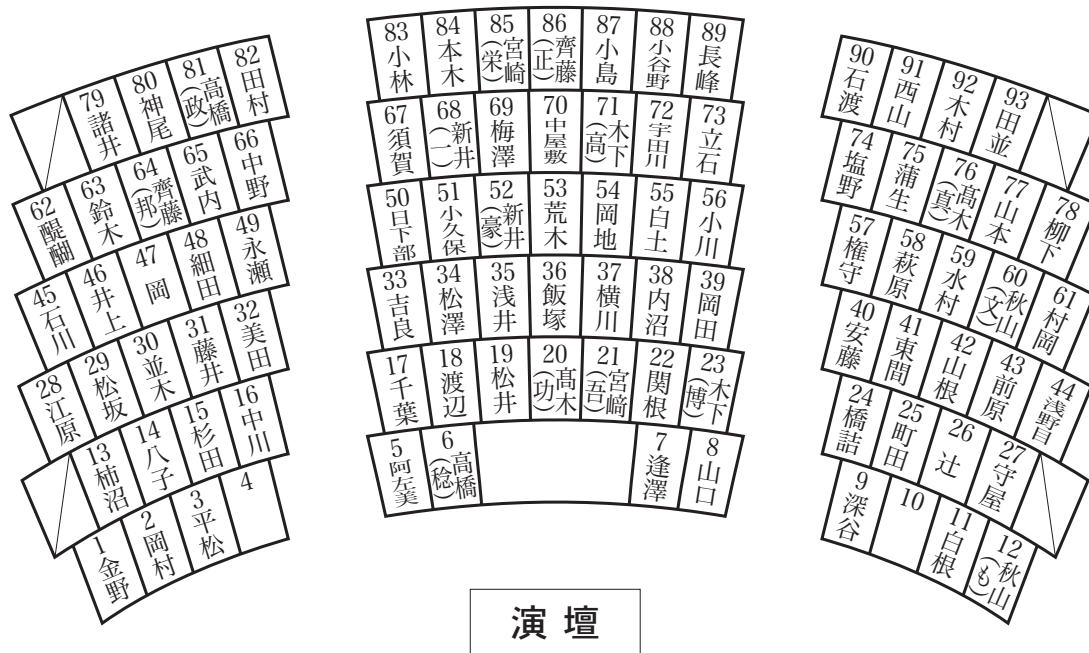 83 小林
84 本木
85 宮崎(栄)
86 齊藤(正)
87 小島
88 小谷野
89 長峰
67 須賀
68 新井(一)
69 梅澤
70 中屋敷
71 木下(高)
72 宇田川
73 立石
50 日下部
51 小久保
52 新井(豪)
53 荒木
54 岡地
55 白土
56 小川
33 吉良
34 松澤
35 浅井
36 飯塚
37 横川
38 内沼
39 岡田
17 千葉
18 渡辺
19 松井
20 髙木(功)
21 宮﨑(吾)
22 関根
23 木下(博)
5 阿左美
6 高橋(稔)
7 逢澤
8 山口
79 諸井
80 神尾
81 高橋(政)
82 田村
62 醍醐
63 鈴木
64 齊藤(邦)
65 武内
66 中野
45 石川
46 井上
47 岡
48 細田
49 永瀬
28 江原
29 松坂
30 並木
31 藤井
32 美田
13 柿沼
14 八子
15 杉田
16 中川
1 金野
2 岡村
3 平松
4
90 石渡
91 西山
92 木村
93 田並
74 塩野
75 蒲生
76 髙木(真)
77 山本
78 柳下
57 権守
58 萩原
59 水村
60 秋山(文)
61 村岡
40 安藤
41 東間
42 山根
43 前原
44 浅野目
24 橋詰
25 町田
26 辻
27 守屋
9 深谷
10
11 白根
12 秋山(も)
演壇